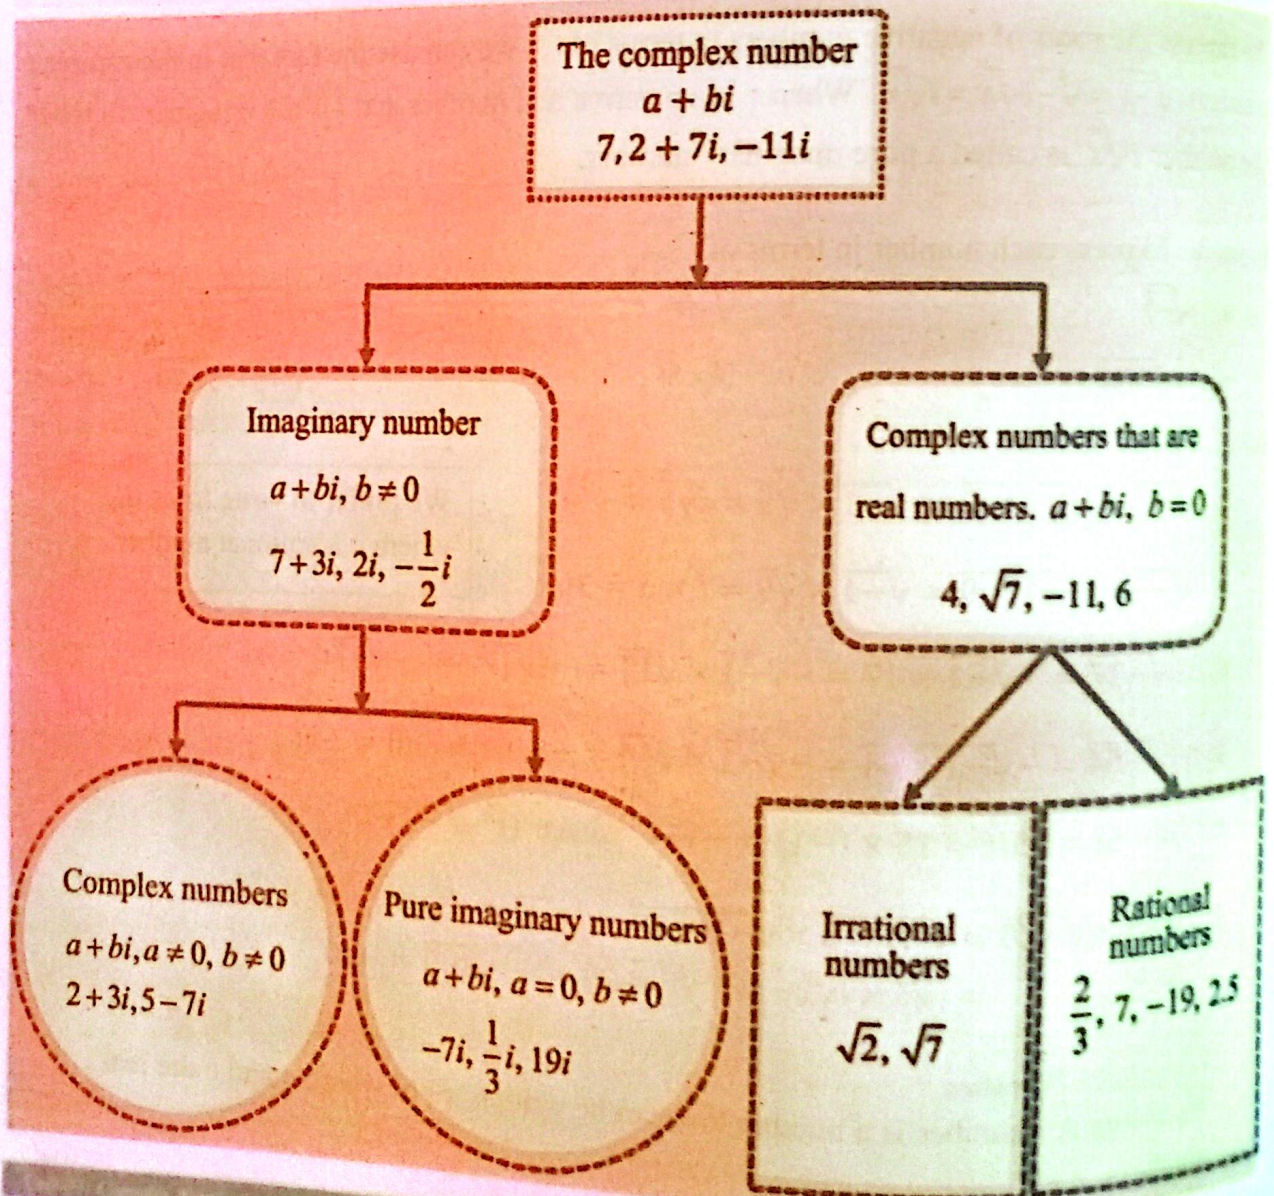 The complex number
a + bi
7, 2 + 7i, −11i
Imaginary number
a+bi, b≠0
7+3i, 2i, −1/2 i
Complex numbers that are
real numbers. a+bi, b=0
4, √7, −11, 6
Complex numbers
a+bi, a≠0, b≠0
2+3i, 5−7i
Pure imaginary numbers
a+bi, a=0, b≠0
−7i, 1/3 i, 19i
Irrational
numbers
√2, √7
Rational
numbers
2/3, 7, −19, 2.5